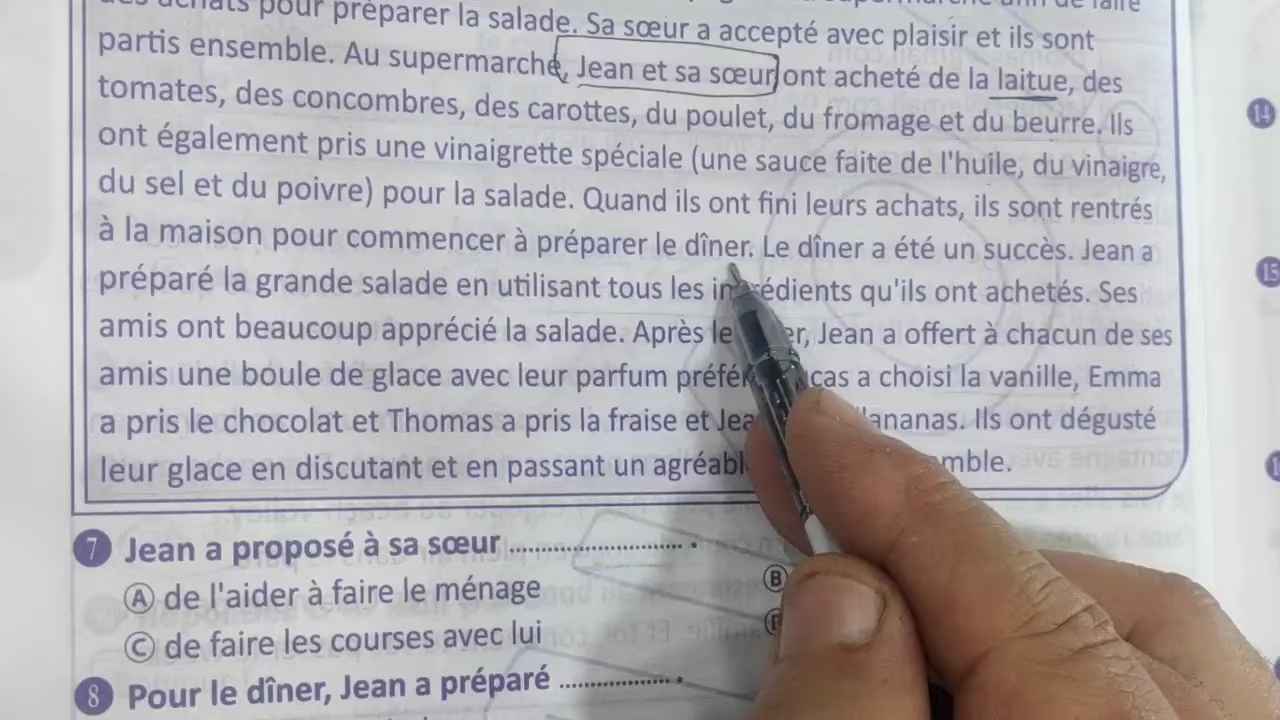 pour préparer la salade. Sa sœur a accepté avec plaisir et ils sont
partis ensemble. Au supermarché, Jean et sa sœur ont acheté de la laitue, des
tomates, des concombres, des carottes, du poulet, du fromage et du beurre. Ils
ont également pris une vinaigrette spéciale (une sauce faite de l'huile, du vinaigre,
du sel et du poivre) pour la salade. Quand ils ont fini leurs achats, ils sont rentrés
à la maison pour commencer à préparer le dîner. Le dîner a été un succès. Jean a
préparé la grande salade en utilisant tous les ingrédients qu'ils ont achetés. Ses
amis ont beaucoup apprécié la salade. Après le Jean a offert à chacun de ses
amis une boule de glace avec leur parfum a choisi la vanille, Emma
a pris le chocolat et Thomas a pris la fraise et ananas. Ils ont dégusté
leur glace en discutant et en passant un
7 Jean a proposé à sa sœur .......................... .
A de l'aider à faire le ménage
B
C de faire les courses avec lui
8 Pour le dîner, Jean a préparé .................. .
14
15